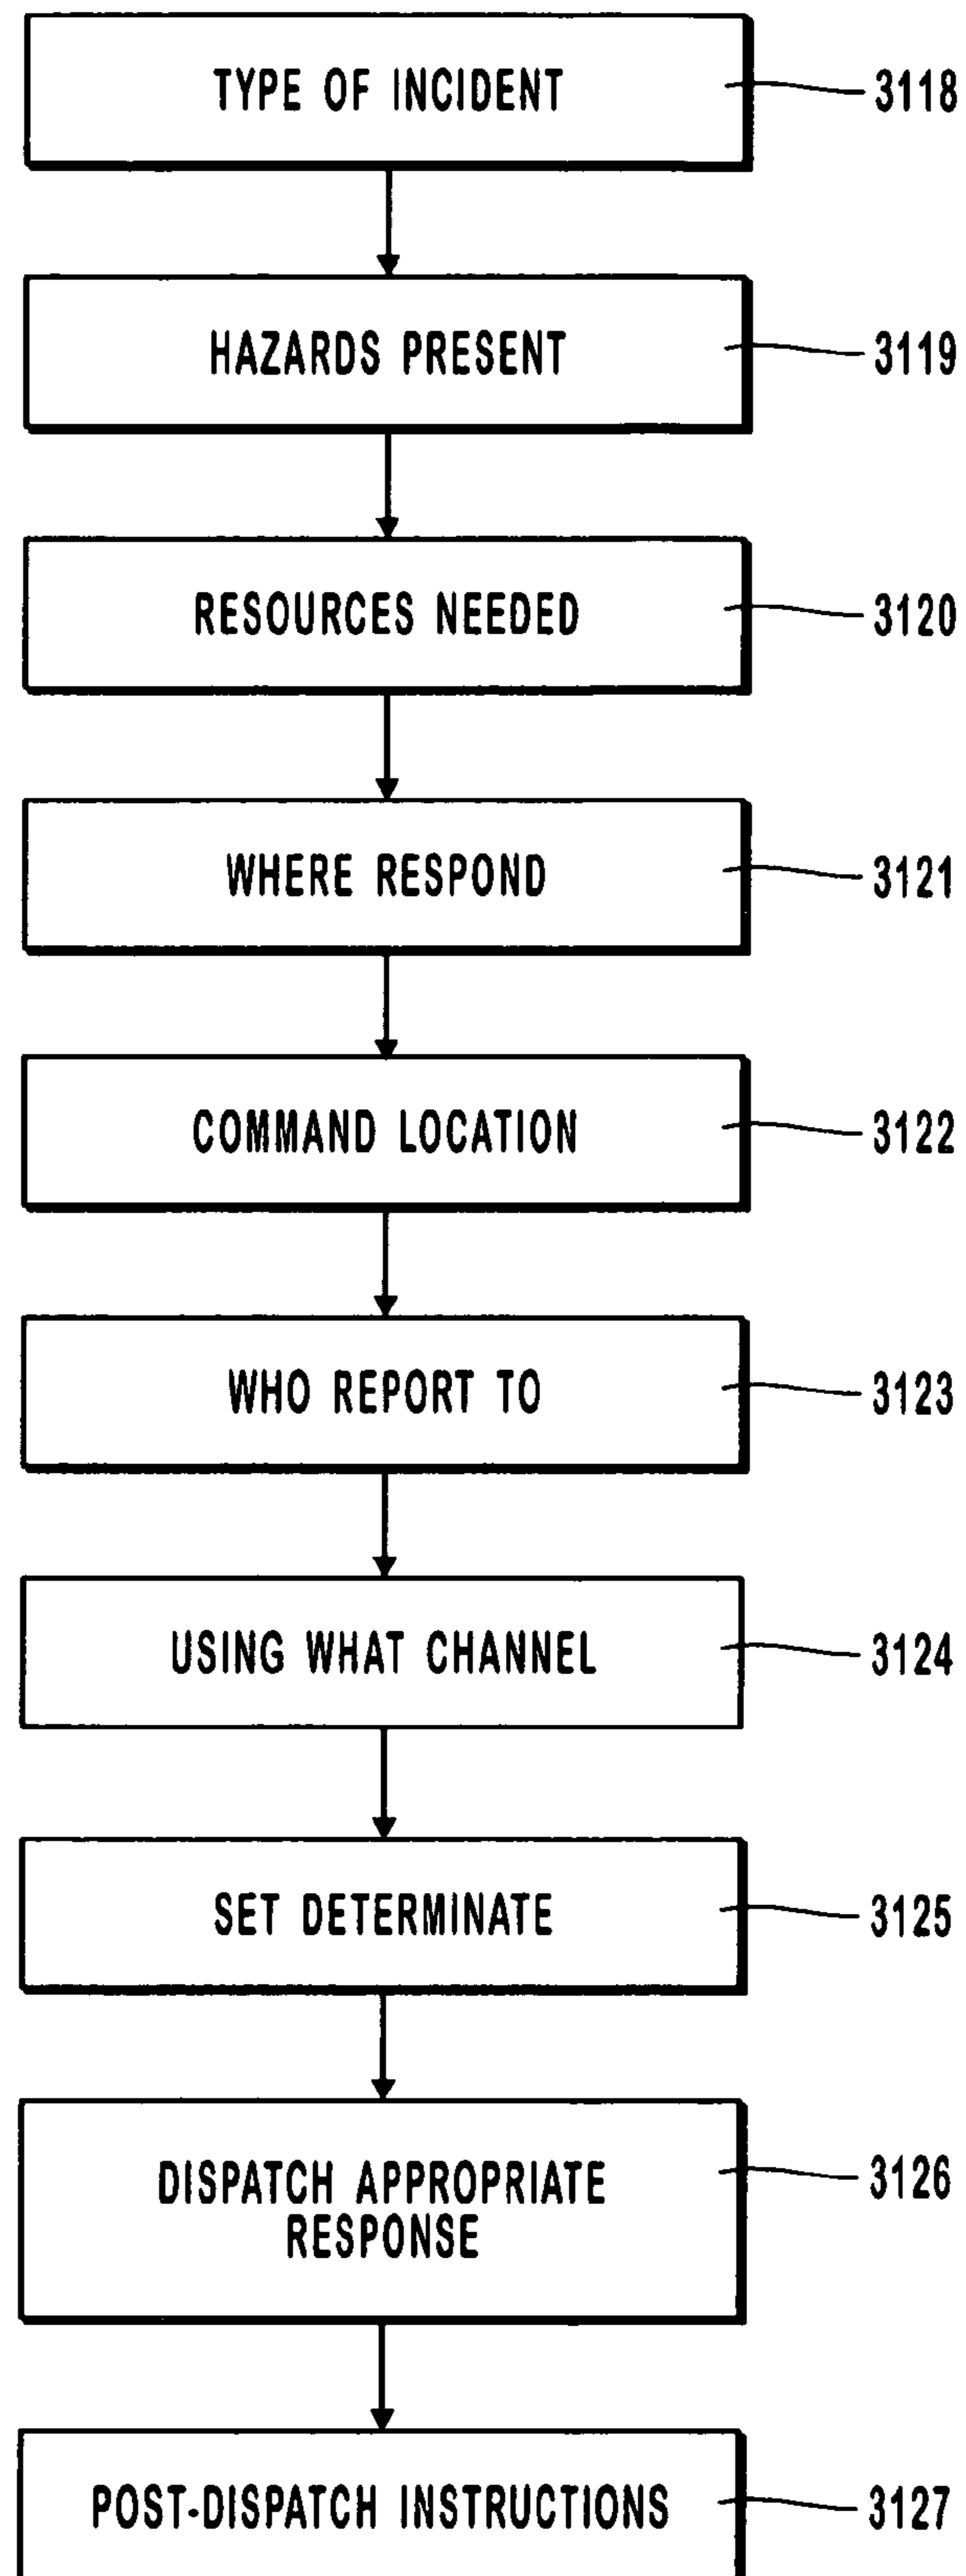 TYPE OF INCIDENT 3118
HAZARDS PRESENT 3119
RESOURCES NEEDED 3120
WHERE RESPOND 3121
COMMAND LOCATION 3122
WHO REPORT TO 3123
USING WHAT CHANNEL 3124
SET DETERMINATE 3125
DISPATCH APPROPRIATE 3126
RESPONSE
POST-DISPATCH INSTRUCTIONS 3127